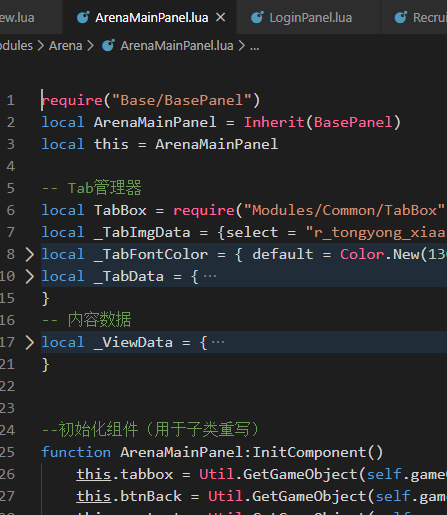 ew.lua ArenaMainPanel.lua LoginPanel.lua Recrui
odules > Arena > ArenaMainPanel.lua > ...
1 require("Base/BasePanel")
2 local ArenaMainPanel = Inherit(BasePanel)
3 local this = ArenaMainPanel
4
5 -- Tab管理器
6 local TabBox = require("Modules/Common/TabBox"
7 local _TabImgData = {select = "r_tongyong_xiaa
8 local _TabFontColor = { default = Color.New(130
10 local _TabData = {···
15 }
16 -- 内容数据
17 local _ViewData = {···
21 }
22
23
24 --初始化组件（用于子类重写）
25 function ArenaMainPanel:InitComponent()
26 this.tabbox = Util.GetGameObject(self.game
27 this.btnBack = Util.GetGameObject(self.gam